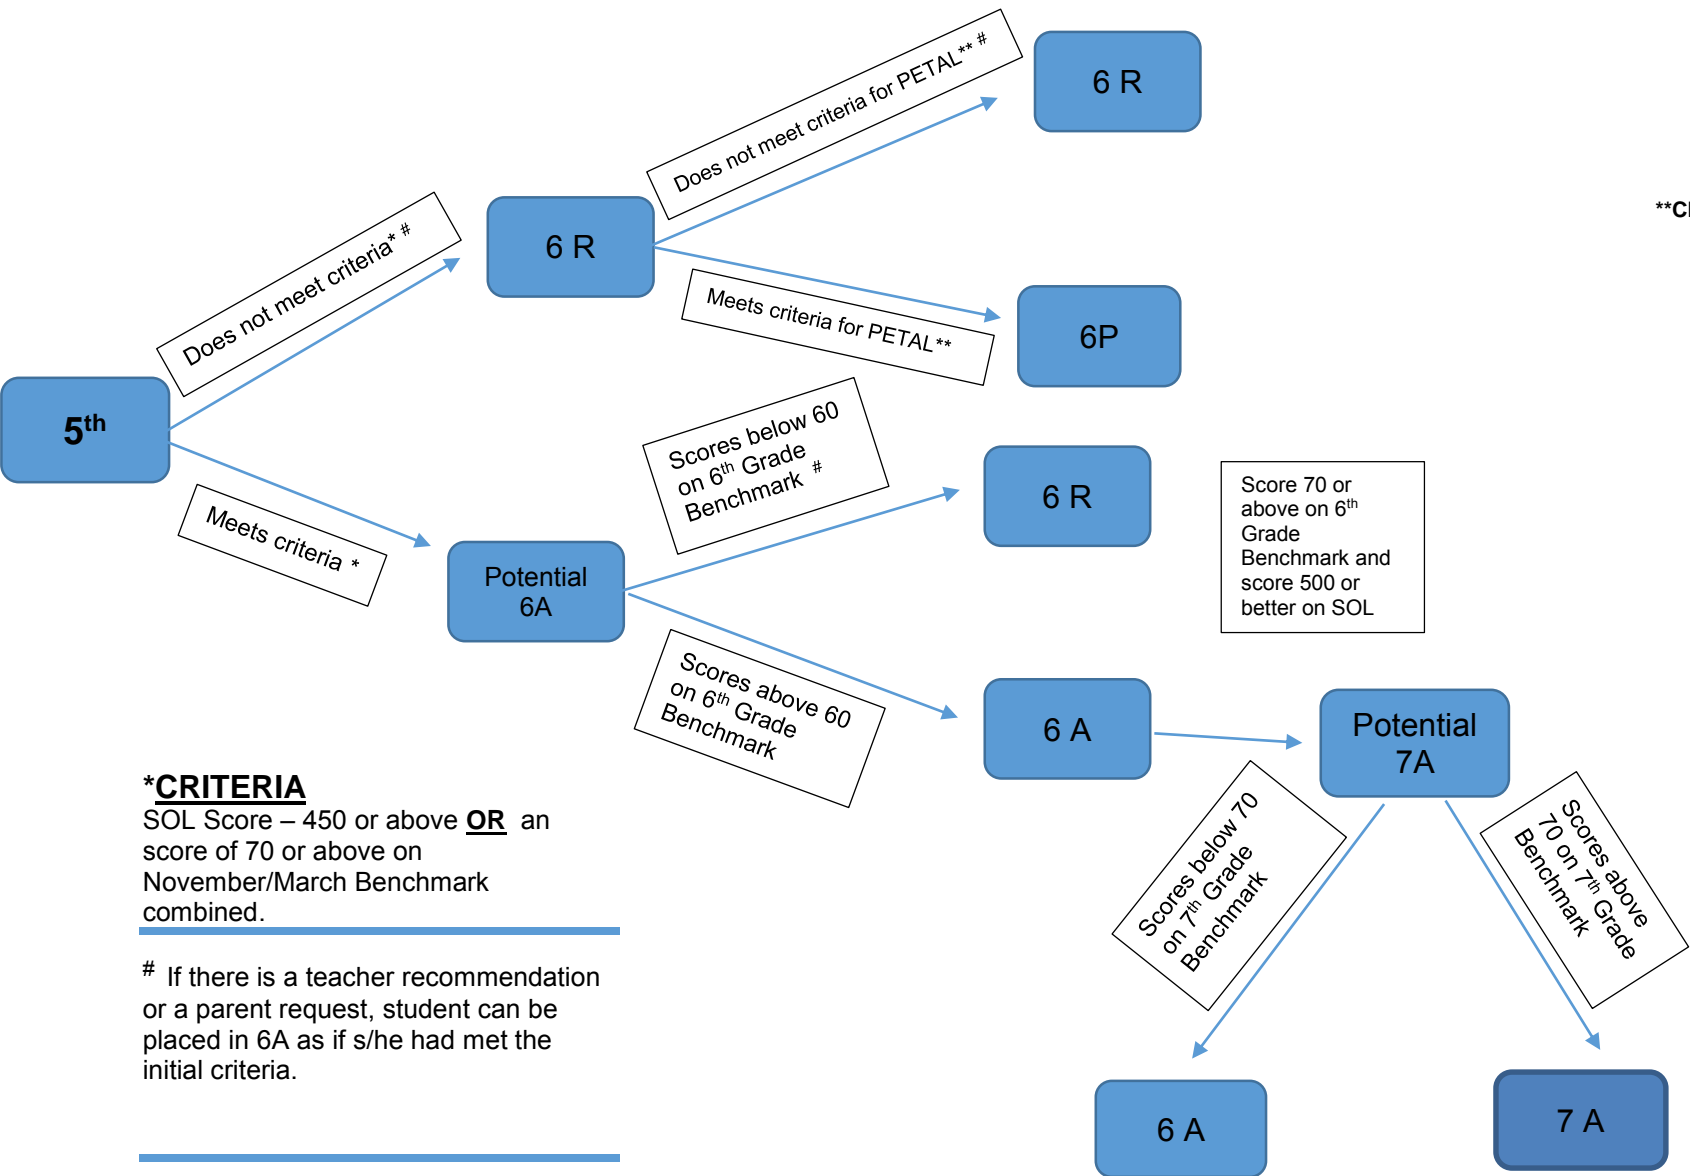 Does not meet criteria for PETAL** #
6 R
**CI
Does not meet criteria* #
6 R
Meets criteria for PETAL**
6P
5th
Meets criteria *
Scores below 60
on 6th Grade
Benchmark #
6 R
Score 70 or
above on 6th
Grade
Benchmark and
score 500 or
better on SOL
Potential
6A
Scores above 60
on 6th Grade
Benchmark
6 A
Potential
7A
*CRITERIA
SOL Score – 450 or above OR an
score of 70 or above on
November/March Benchmark
combined.
Scores below 70
on 7th Grade
Benchmark
Scores above
70 on 7th Grade
Benchmark
# If there is a teacher recommendation
or a parent request, student can be
placed in 6A as if s/he had met the
initial criteria.
6 A
7 A